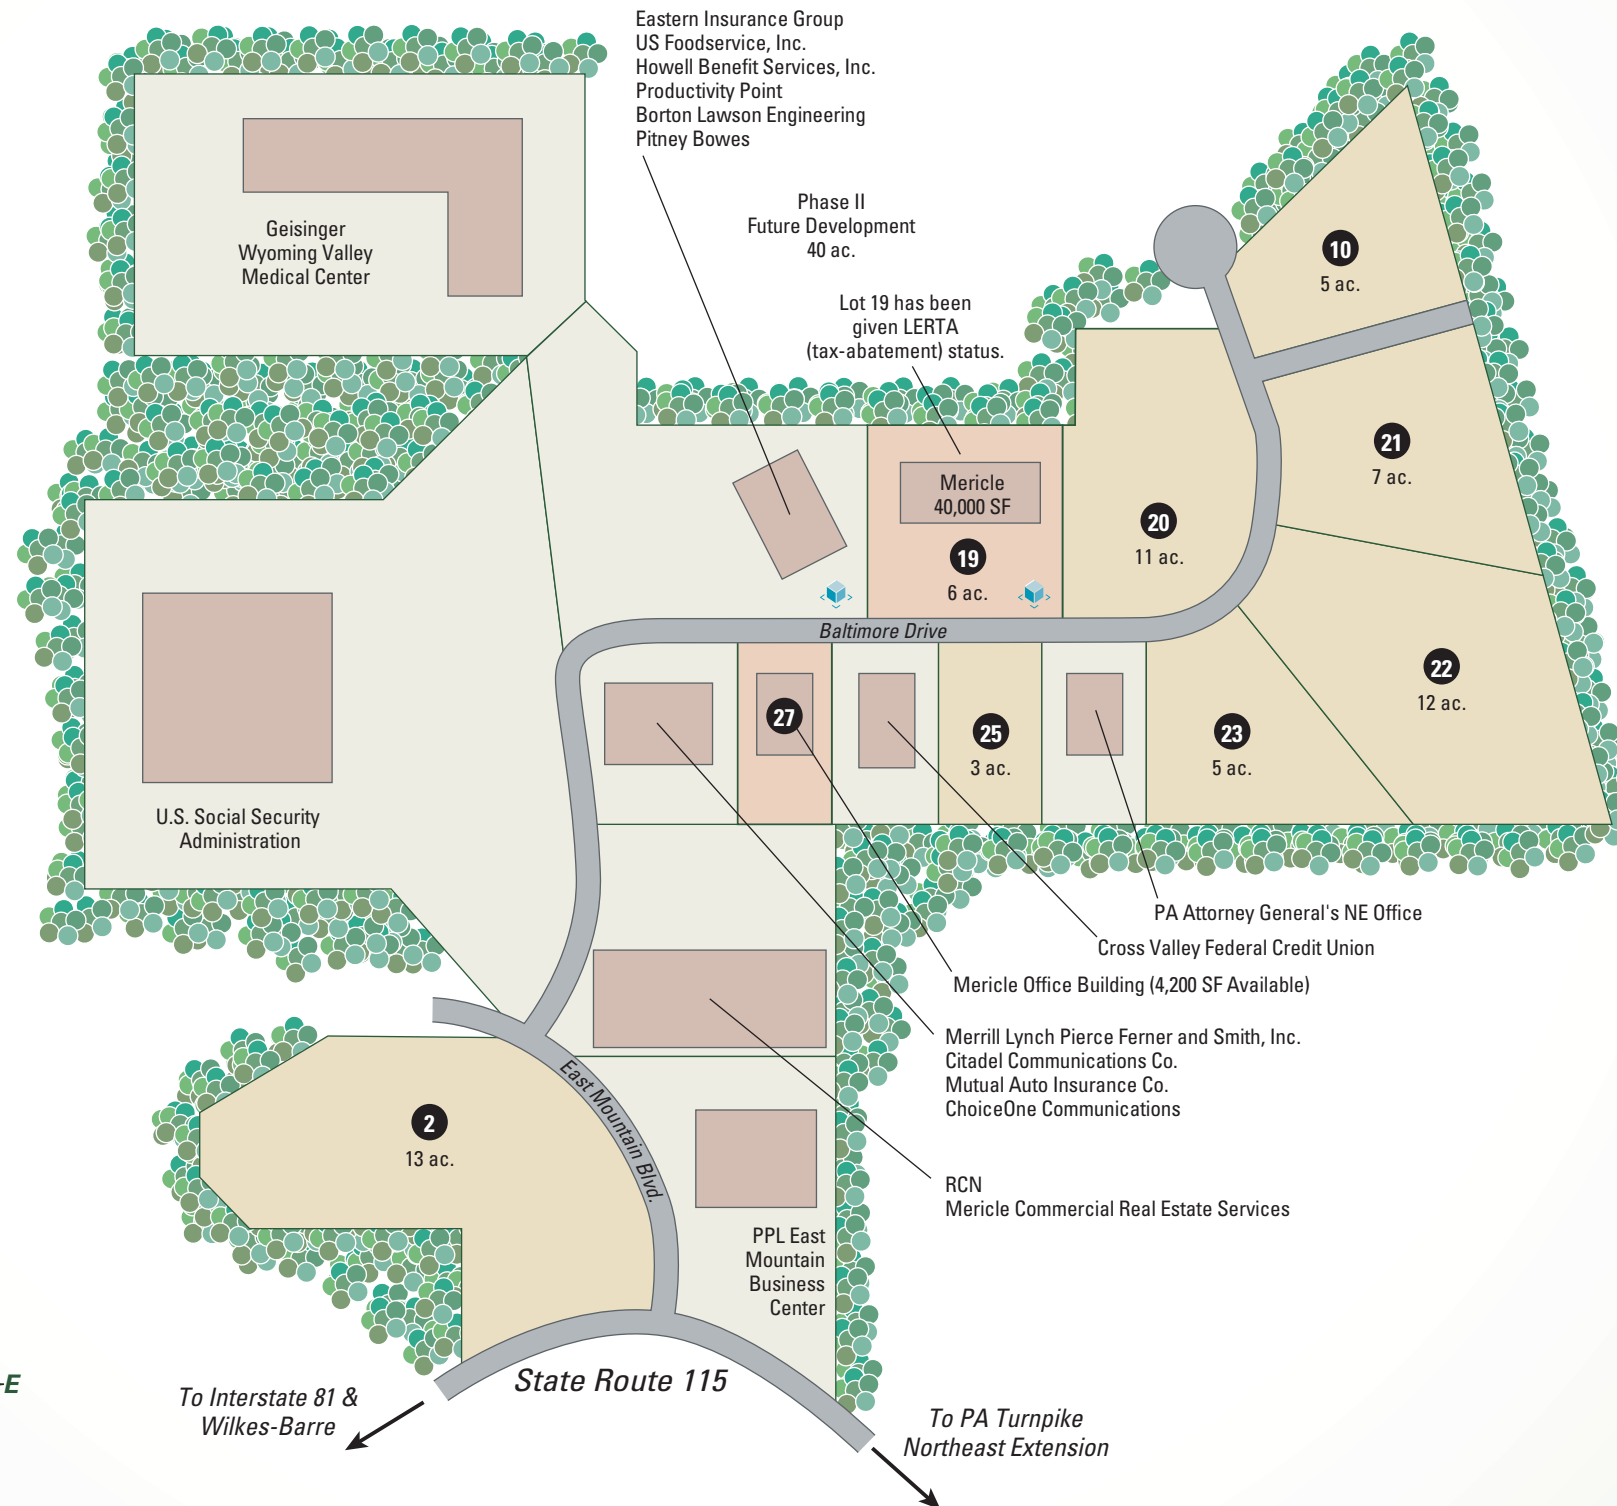 Eastern Insurance Group
US Foodservice, Inc.
Howell Benefit Services, Inc.
Productivity Point
Borton Lawson Engineering
Pitney Bowes
Phase II
Future Development
40 ac.
Lot 19 has been
given LERTA
(tax-abatement) status.
Geisinger
Wyoming Valley
Medical Center
10
5 ac.
21
7 ac.
20
11 ac.
Mericle
40,000 SF
19
6 ac.
Baltimore Drive
22
12 ac.
27
25
3 ac.
23
5 ac.
U.S. Social Security
Administration
PA Attorney General's NE Office
Cross Valley Federal Credit Union
Mericle Office Building (4,200 SF Available)
Merrill Lynch Pierce Ferner and Smith, Inc.
Citadel Communications Co.
Mutual Auto Insurance Co.
ChoiceOne Communications
East Mountain Blvd.
2
13 ac.
RCN
Mericle Commercial Real Estate Services
PPL East
Mountain
Business
Center
State Route 115
E
To Interstate 81 &
Wilkes-Barre
To PA Turnpike
Northeast Extension